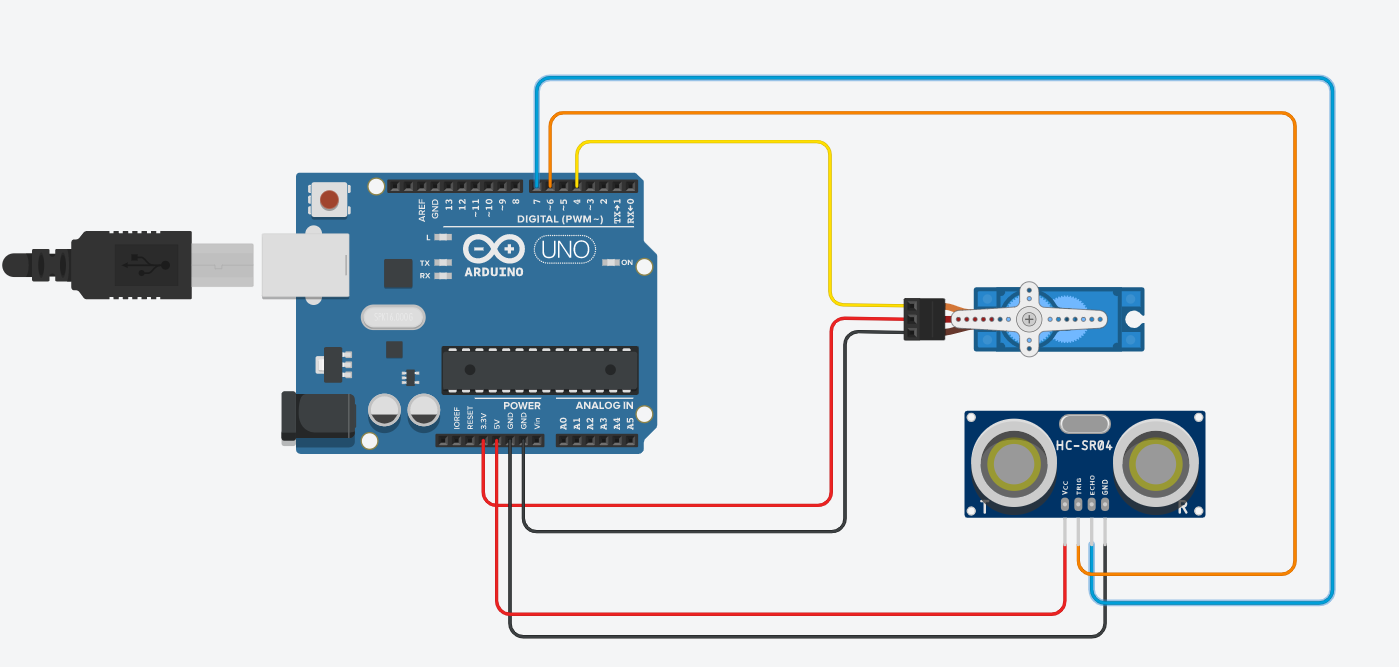 AREF
GND
13
12
~11
~10
~9
8
7
~6
~5
4
~3
2
TX→1
RX←0
DIGITAL (PWM~)
L
TX
RX
ARDUINO
UNO
ON
POWER
ANALOG IN
IOREF
RESET
3.3V
5V
GND
GND
Vin
A0
A1
A2
A3
A4
A5
HC-SR04
VCC
TRIG
ECHO
GND
T
R